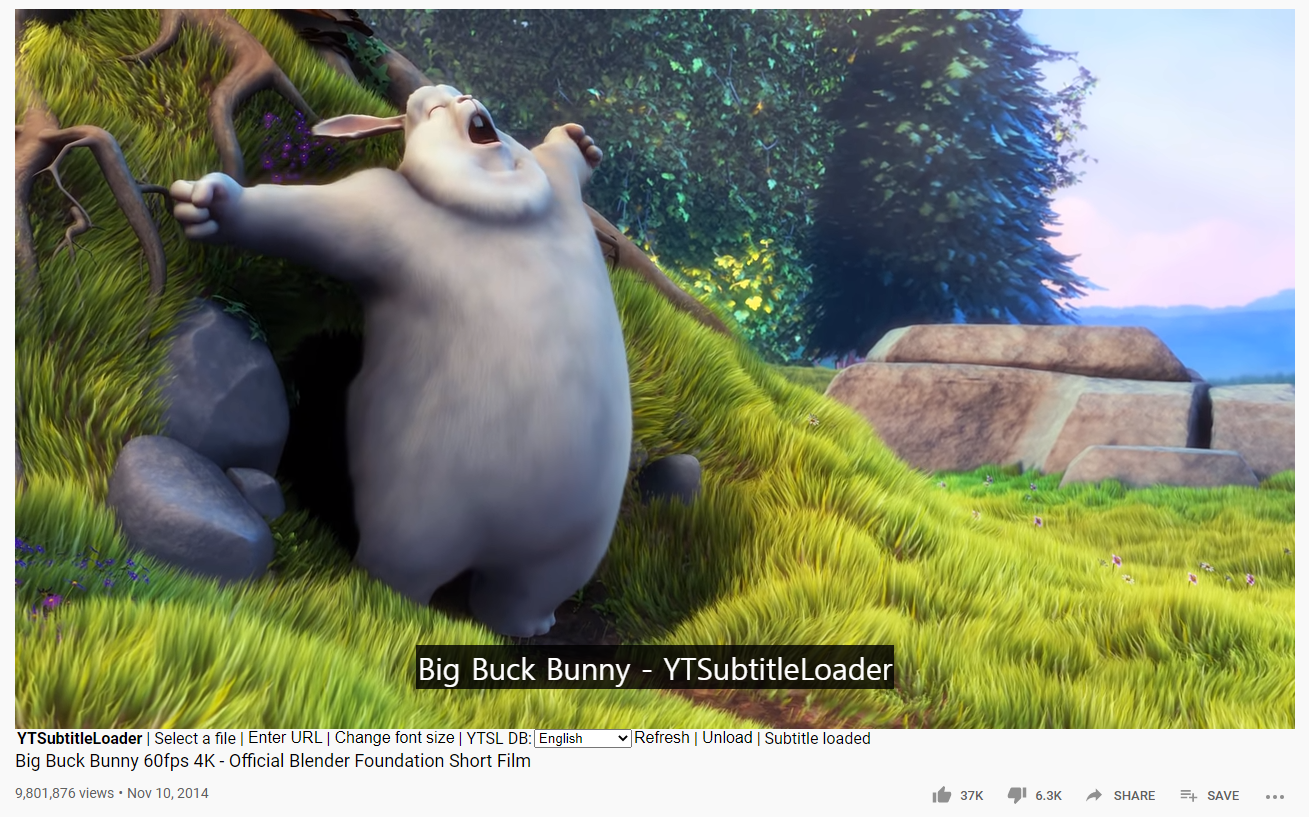 Big Buck Bunny - YTSubtitleLoader
YTSubtitleLoader | Select a file | Enter URL | Change font size | YTSL DB: English Refresh | Unload | Subtitle loaded
Big Buck Bunny 60fps 4K - Official Blender Foundation Short Film
9,801,876 views • Nov 10, 2014 37K 6.3K SHARE SAVE